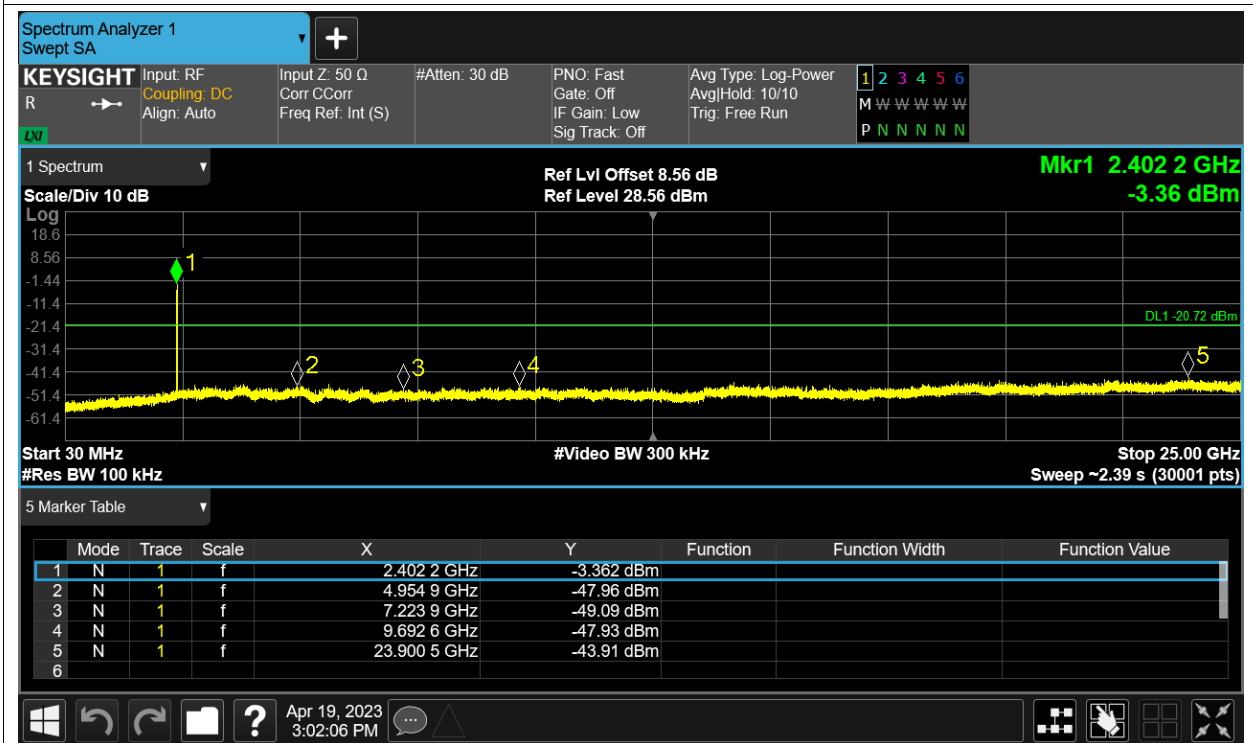 Spectrum Analyzer 1
Swept SA
+
KEYSIGHT Input: RF Input Z: 50 Ω #Atten: 30 dB PNO: Fast Avg Type: Log-Power 1 2 3 4 5 6
R Coupling: DC Corr CCorr Gate: Off Avg|Hold: 10/10 M W W W W W
Align: Auto Freq Ref: Int (S) IF Gain: Low Trig: Free Run
LXI Sig Track: Off P N N N N N
1 Spectrum Ref Lvl Offset 8.56 dB Mkr1 2.402 2 GHz
Scale/Div 10 dB Ref Level 28.56 dBm -3.36 dBm
Log
18.6
8.56 1
-1.44
-11.4
DL1 -20.72 dBm
-21.4
-31.4
-41.4 2 3 4 5
-51.4
-61.4
Start 30 MHz #Video BW 300 kHz Stop 25.00 GHz
#Res BW 100 kHz Sweep ~2.39 s (30001 pts)
5 Marker Table
Mode Trace Scale X Y Function Function Width Function Value
1 N 1 f 2.402 2 GHz -3.362 dBm
2 N 1 f 4.954 9 GHz -47.96 dBm
3 N 1 f 7.223 9 GHz -49.09 dBm
4 N 1 f 9.692 6 GHz -47.93 dBm
5 N 1 f 23.900 5 GHz -43.91 dBm
6
? Apr 19, 2023
3:02:06 PM